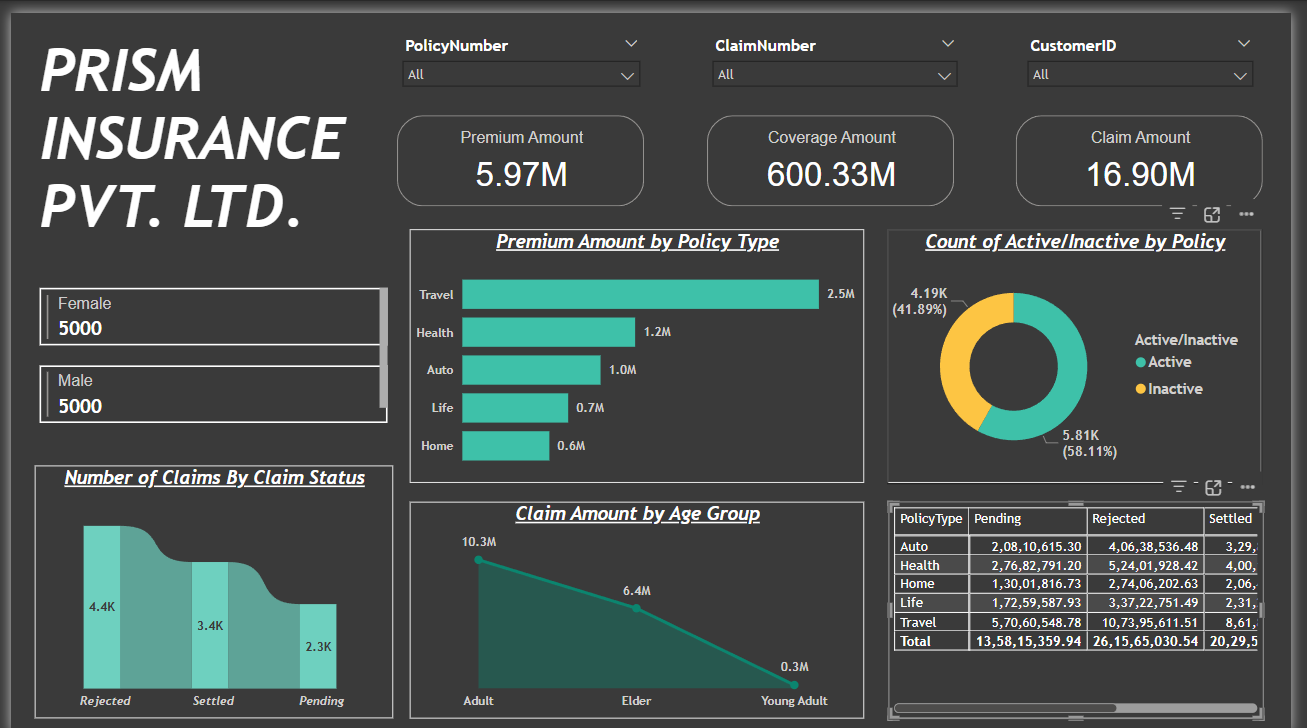 PRISM
INSURANCE
PVT. LTD.
PolicyNumber
All
ClaimNumber
All
CustomerID
All
Premium Amount
5.97M
Coverage Amount
600.33M
Claim Amount
16.90M
Female
5000
Male
5000
Premium Amount by Policy Type
Travel 2.5M
Health 1.2M
Auto 1.0M
Life 0.7M
Home 0.6M
Count of Active/Inactive by Policy
4.19K
(41.89%)
Active/Inactive
Active
Inactive
5.81K
(58.11%)
Number of Claims By Claim Status
4.4K
3.4K
2.3K
Rejected Settled Pending
Claim Amount by Age Group
10.3M
6.4M
0.3M
Adult Elder Young Adult
PolicyType Pending Rejected Settled
Auto 2,08,10,615.30 4,06,38,536.48 3,29,
Health 2,76,82,791.20 5,24,01,928.42 4,00,
Home 1,30,01,816.73 2,74,06,202.63 2,06,
Life 1,72,59,587.93 3,37,22,751.49 2,31,
Travel 5,70,60,548.78 10,73,95,611.51 8,61,
Total 13,58,15,359.94 26,15,65,030.54 20,29,5